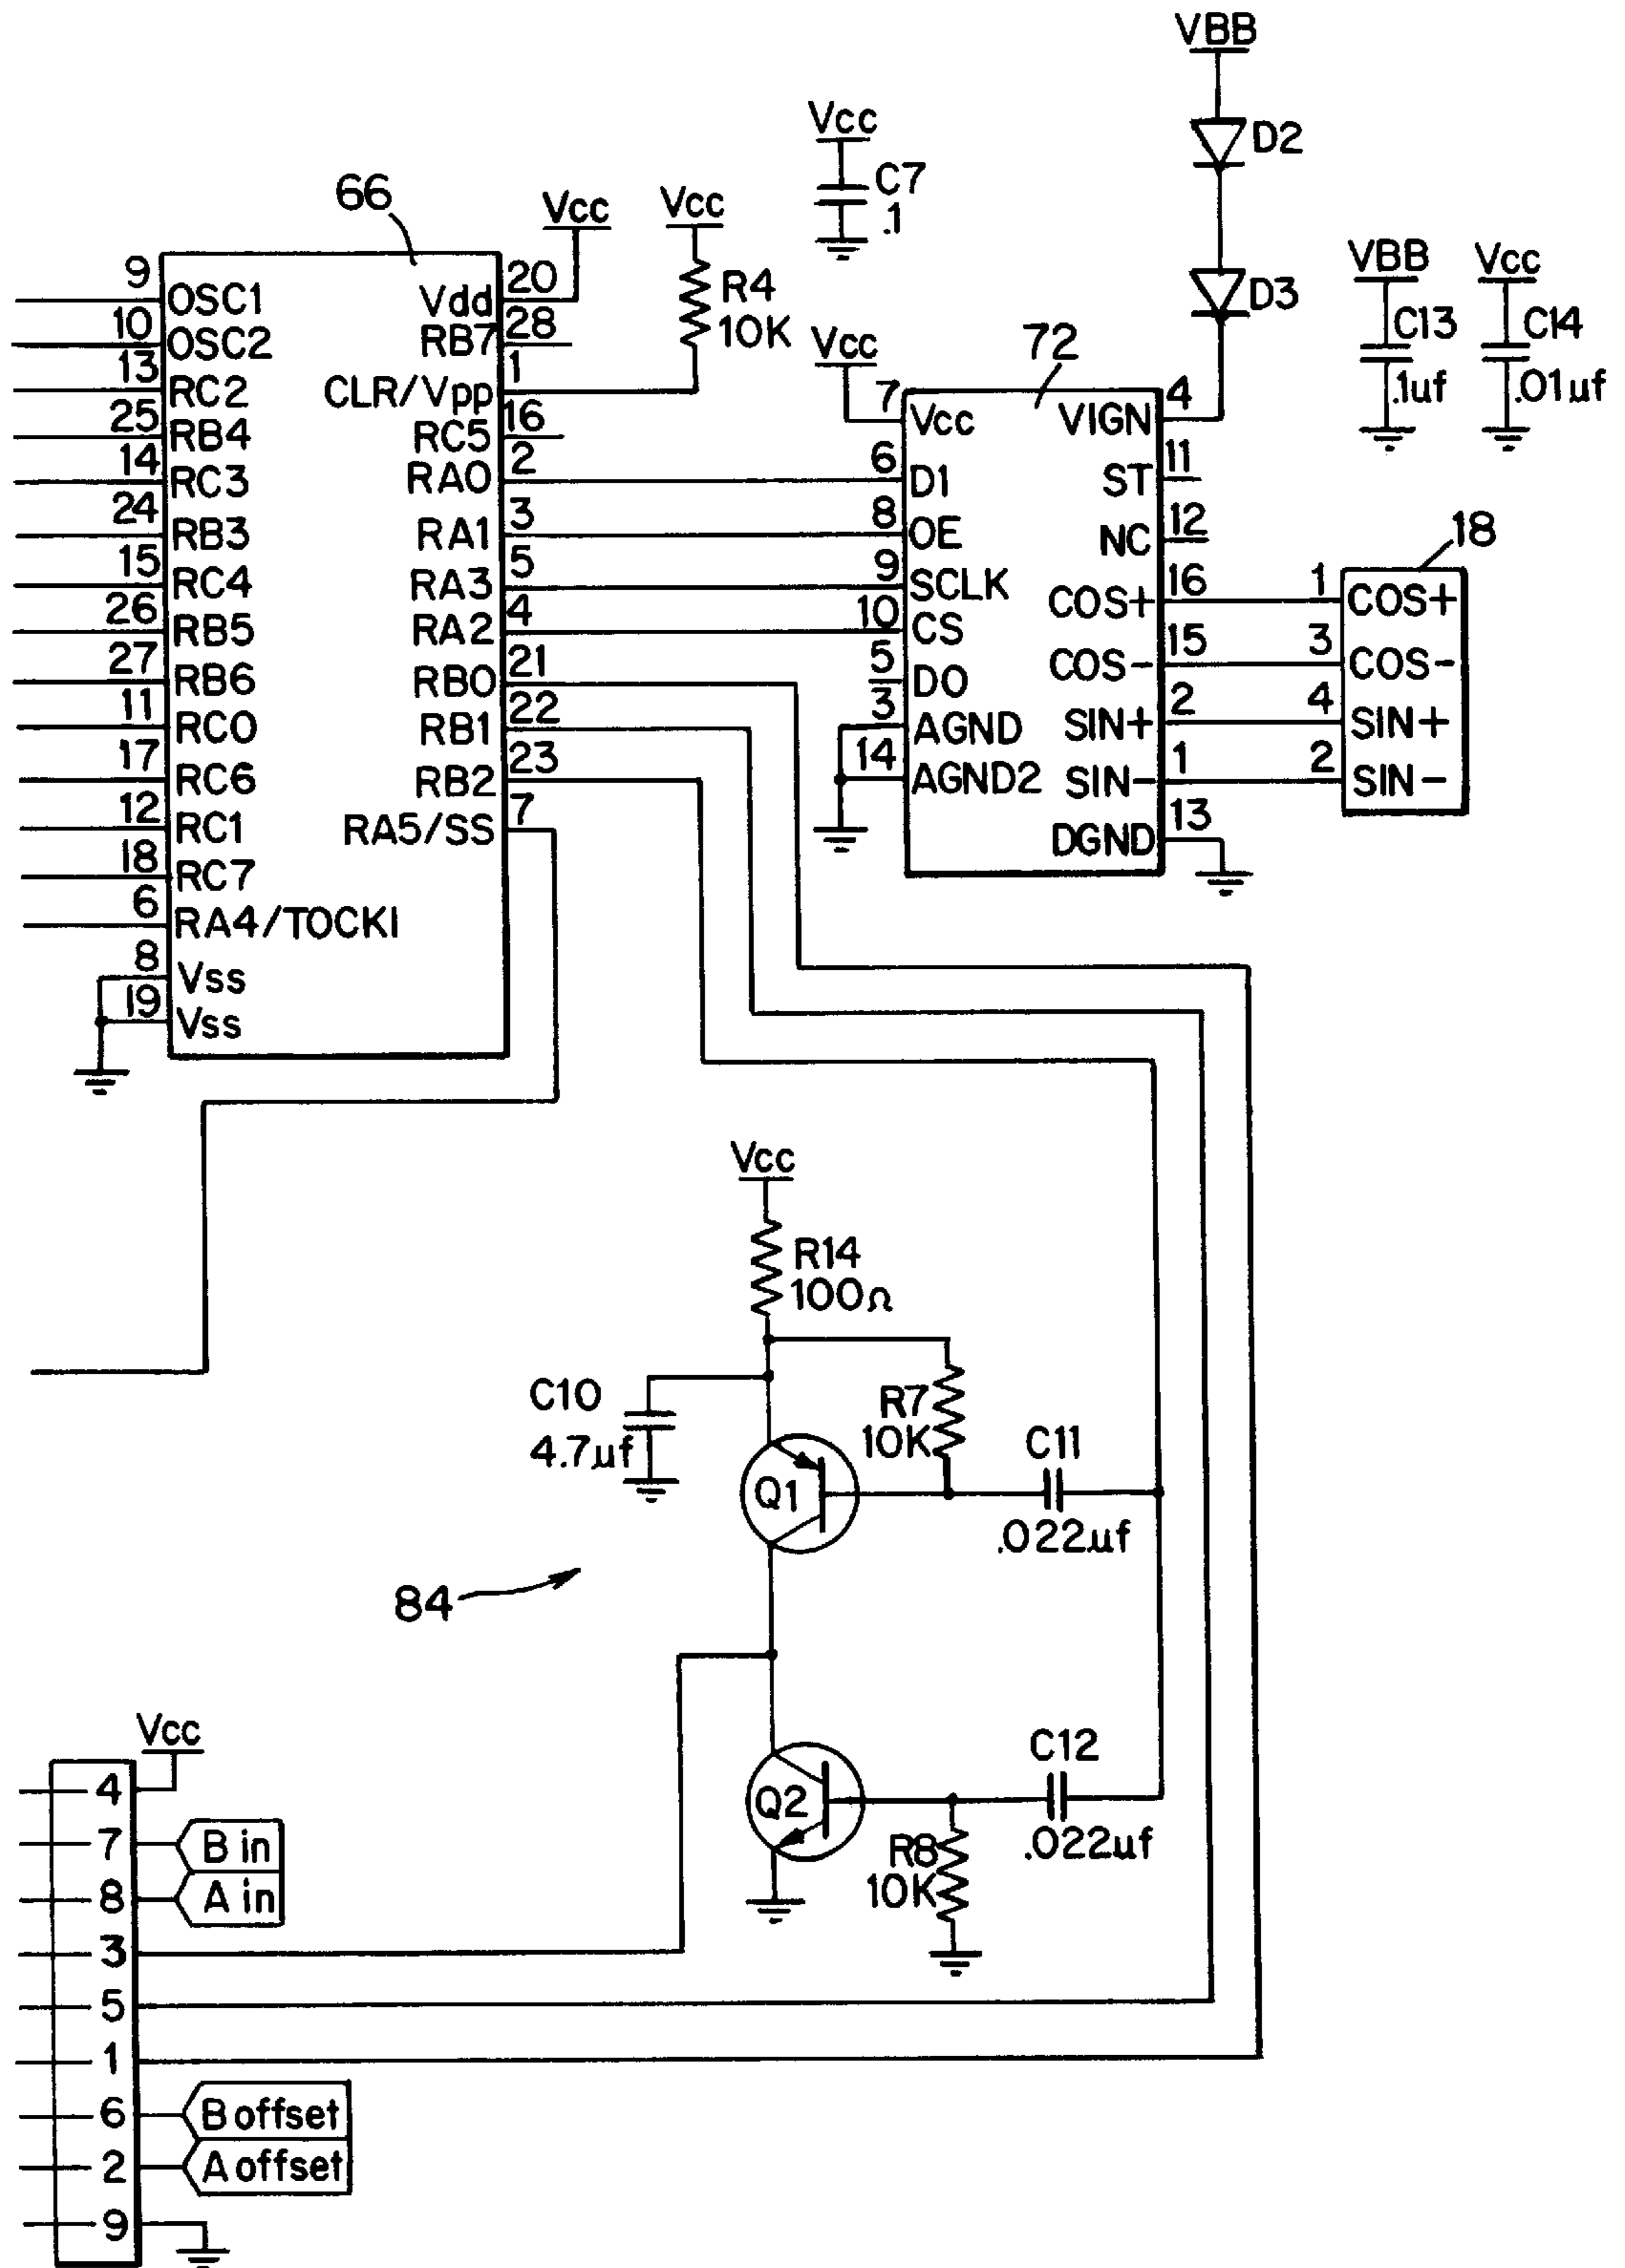 VBB
D2
Vcc
C7
.1
66
Vcc
Vcc
R4
10K
D3
VBB
C13
.1uf
Vcc
C14
.01uf
9 OSC1
10 OSC2
13 RC2
25 RB4
14 RC3
24 RB3
15 RC4
26 RB5
27 RB6
11 RC0
17 RC6
12 RC1
18 RC7
6 RA4/TOCKI
8 Vss
19 Vss
Vdd 20
RB7 28
CLR/Vpp 1
RC5 16
RA0 2
RA1 3
RA3 5
RA2 4
RB0 21
RB1 22
RB2 23
RA5/SS 7
Vcc
72
7 Vcc
6 D1
8 OE
9 SCLK
10 CS
5 DO
3 AGND
14 AGND2
VIGN 4
ST 11
NC 12
COS+ 16
COS- 15
SIN+ 2
SIN- 1
DGND 13
18
1 COS+
3 COS-
4 SIN+
2 SIN-
Vcc
R14
100Ω
C10
4.7uf
R7
10K
C11
.022uf
Q1
84
C12
.022uf
Q2
R8
10K
Vcc
4
7 B in
8 A in
3
5
1
6 B offset
2 A offset
9